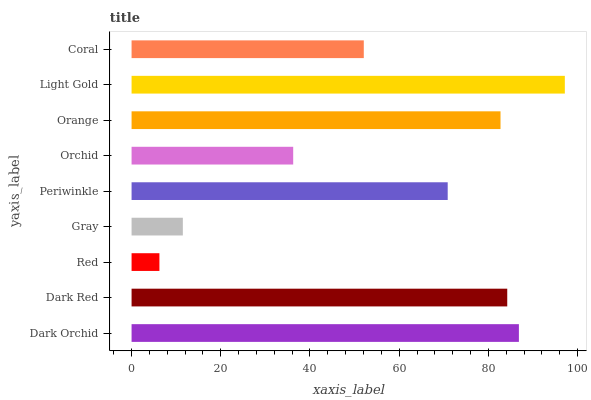 title
Coral
Light Gold
Orange
Orchid
Periwinkle
Gray
Red
Dark Red
Dark Orchid
yaxis_label
0 20 40 60 80 100
xaxis_label